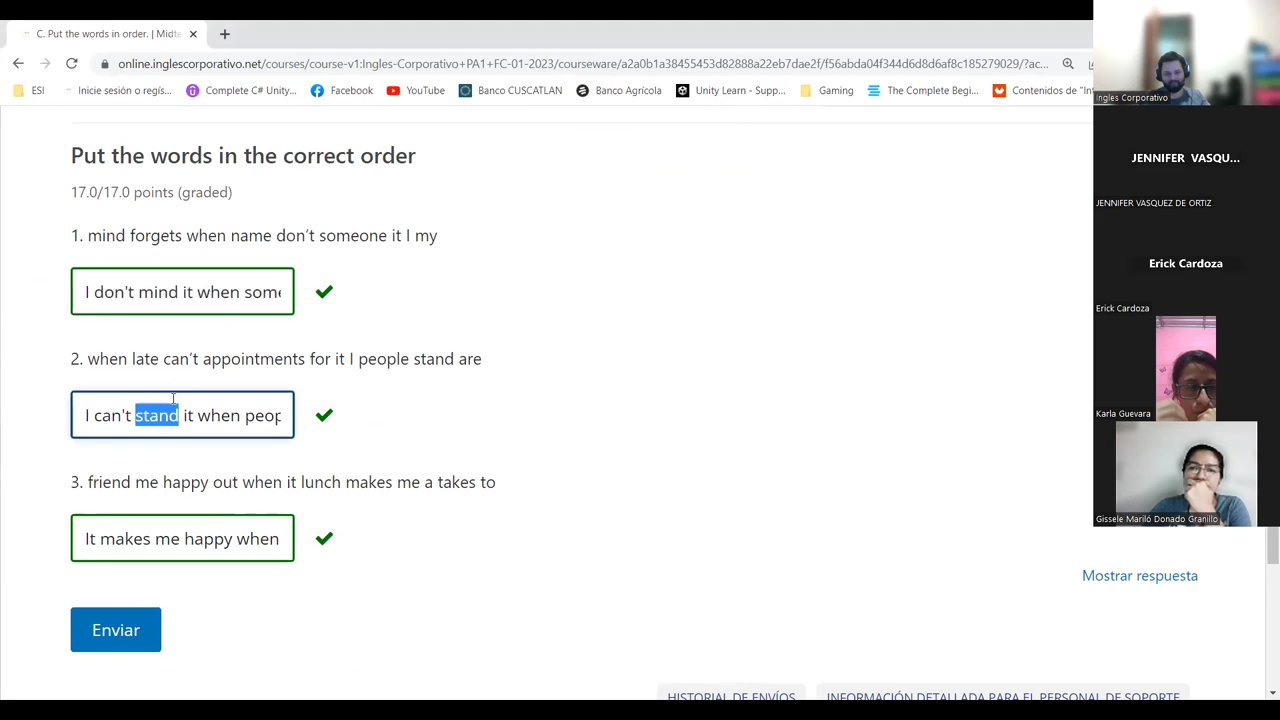 C. Put the words in order. | Midte
online.inglescorporativo.net/courses/course-v1:Ingles-Corporativo+PA1+FC-01-2023/courseware/a2a0b1a38455453d82888a22eb7dae2f/f56abda04f344d6d8d6af8c185279029/?ac...
ESI
Inicie sesión o regís...
Complete C# Unity...
Facebook
YouTube
Banco CUSCATLAN
Banco Agrícola
Unity Learn - Supp...
Gaming
The Complete Begi...
Contenidos de "Int
Put the words in the correct order
17.0/17.0 points (graded)
1. mind forgets when name don't someone it I my
I don't mind it when some
2. when late can't appointments for it I people stand are
I can't stand it when peop
3. friend me happy out when it lunch makes me a takes to
It makes me happy when
Mostrar respuesta
Enviar
HISTORIAL DE ENVÍOS
INFORMACIÓN DETALLADA PARA EL PERSONAL DE SOPORTE
Ingles Corporativo
JENNIFER VASQU...
JENNIFER VASQUEZ DE ORTIZ
Erick Cardoza
Erick Cardoza
Karla Guevara
Gissele Mariló Donado Granillo